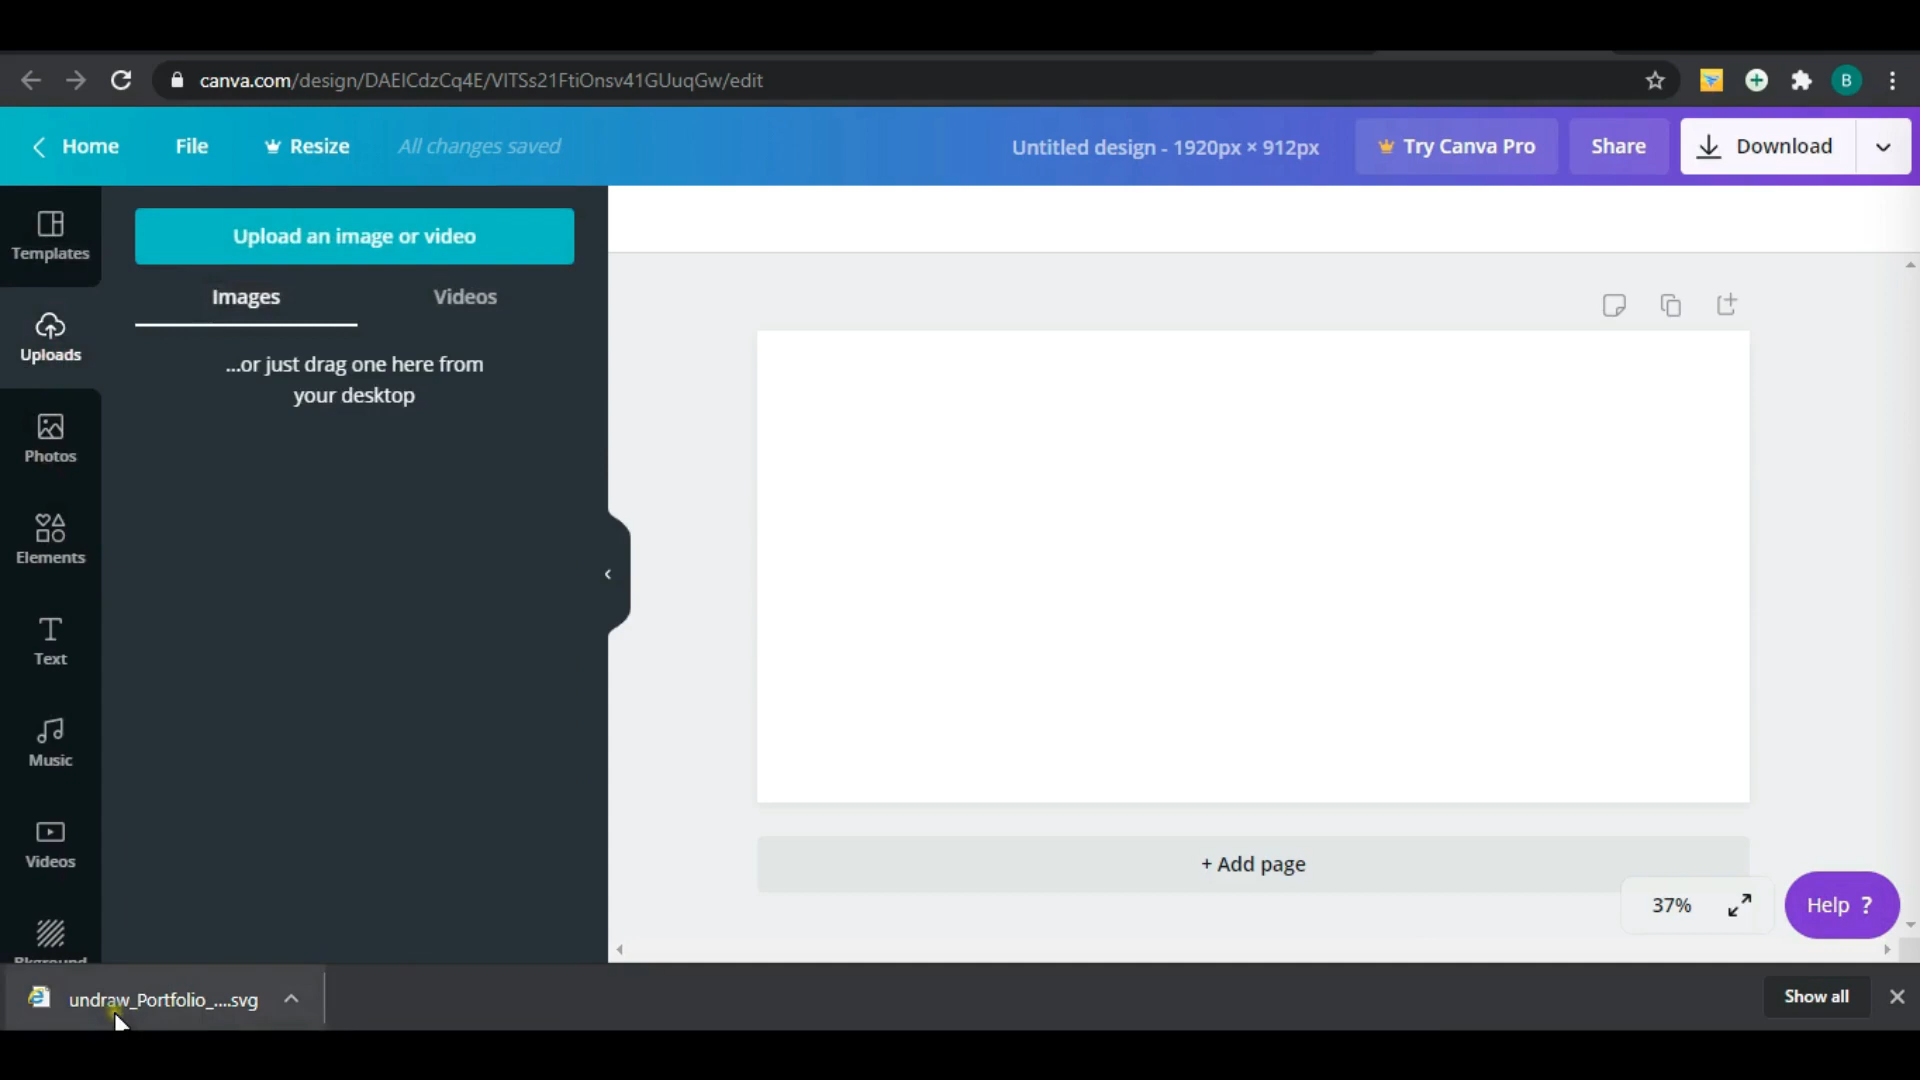 canva.com/design/DAEICdzCq4E/VITSs21FtiOnsv41GUuqGw/edit
B
Home File Resize All changes saved Untitled design - 1920px × 912px Try Canva Pro Share Download
Templates
Uploads
Photos
Elements
Text
Music
Videos
Bkground
Upload an image or video
Images Videos
...or just drag one here from
your desktop
+ Add page
37%
Help ?
undraw_Portfolio_....svg
Show all